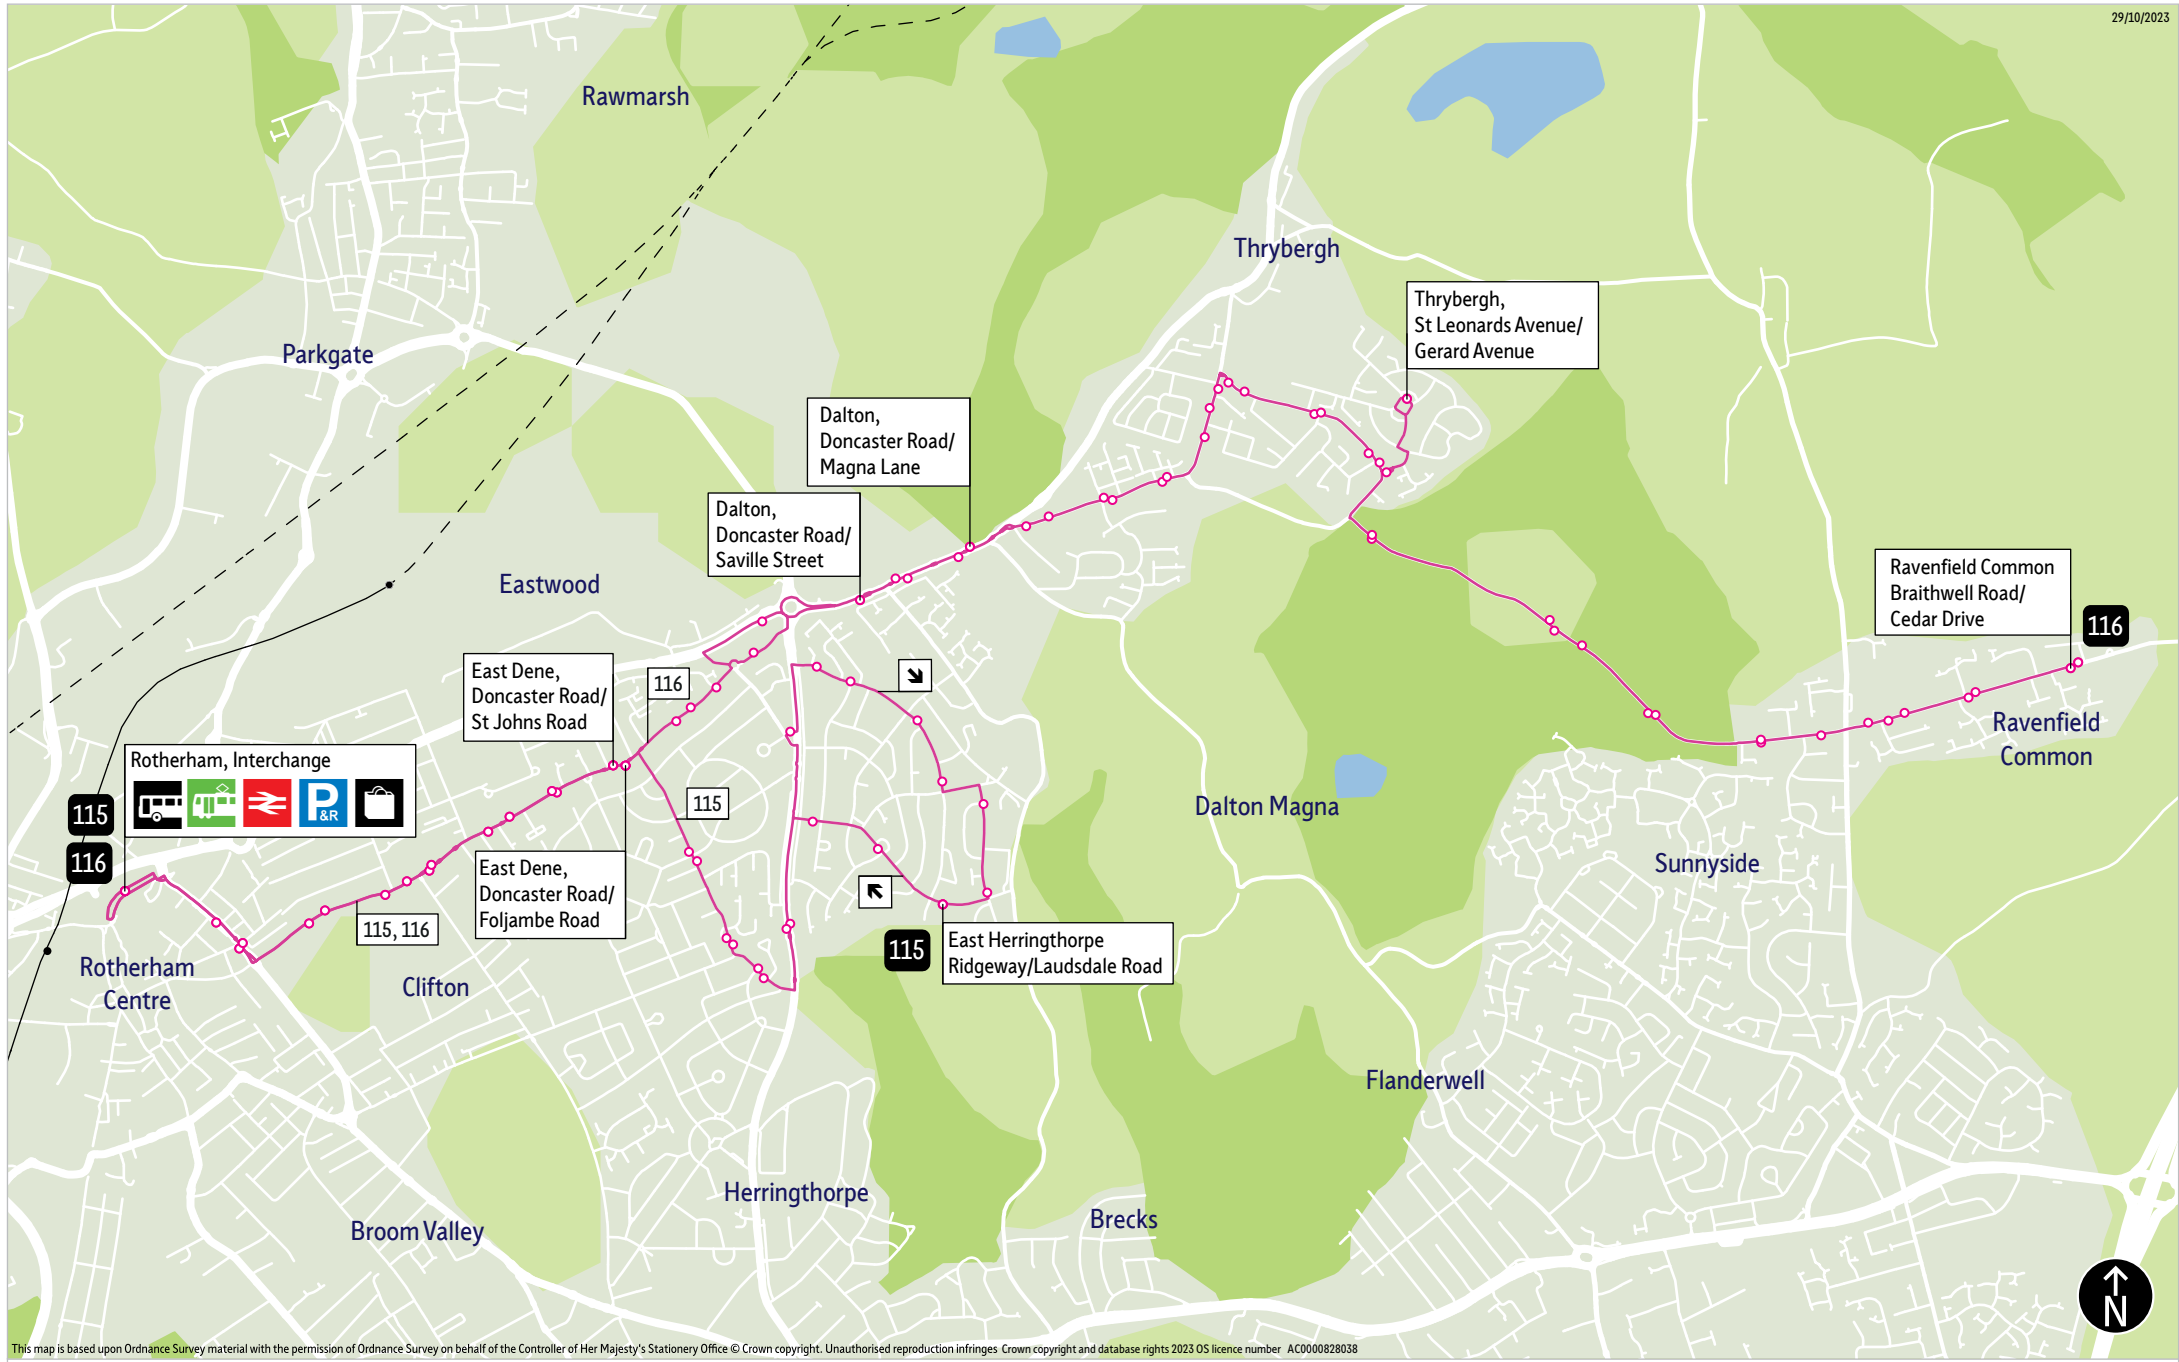 29/10/2023
Rawmarsh
Thrybergh
Thrybergh,
St Leonards Avenue/
Gerard Avenue
Parkgate
Dalton,
Doncaster Road/
Magna Lane
Dalton,
Doncaster Road/
Saville Street
Eastwood
Ravenfield Common
Braithwell Road/
Cedar Drive
116
East Dene,
Doncaster Road/
St Johns Road
116
Ravenfield
Common
Rotherham, Interchange
P
&R
115
116
115
Dalton Magna
Sunnyside
East Dene,
Doncaster Road/
Foljambe Road
115, 116
115
East Herringthorpe
Ridgeway/Laudsdale Road
Rotherham
Centre
Clifton
Flanderwell
Herringthorpe
Brecks
Broom Valley
N
This map is based upon Ordnance Survey material with the permission of Ordnance Survey on behalf of the Controller of Her Majesty's Stationery Office © Crown copyright. Unauthorised reproduction infringes Crown copyright and database rights 2023 OS licence number AC0000828038